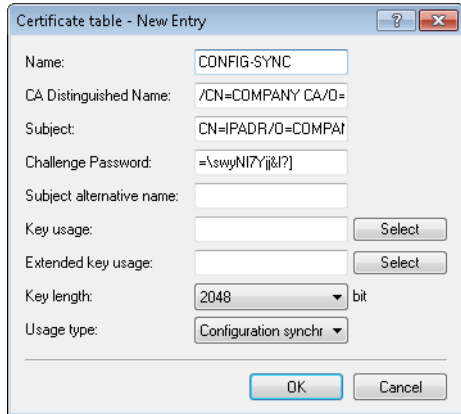 Certificate table - New Entry
Name: CONFIG-SYNC
CA Distinguished Name: /CN=COMPANY CA/O=
Subject: CN=IPADR/O=COMPAN
Challenge Password: =\swyNI7Yjj&I?]
Subject alternative name:
Key usage: Select
Extended key usage: Select
Key length: 2048 bit
Usage type: Configuration synchr
OK Cancel